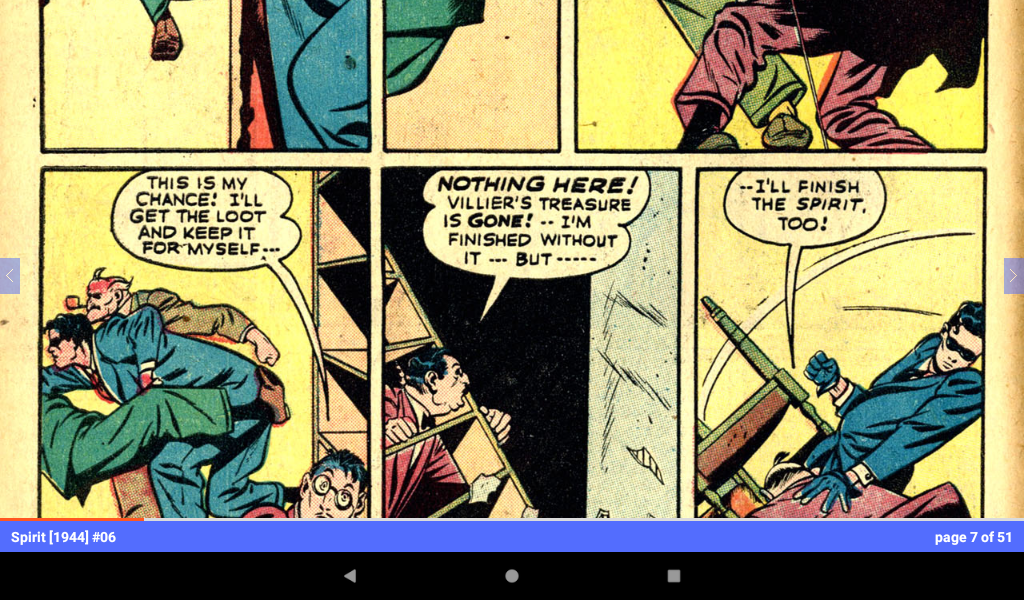 THIS IS MY
CHANCE! I'LL
GET THE LOOT
AND KEEP IT
FOR MYSELF---
NOTHING HERE!
VILLIER'S TREASURE
IS GONE! -- I'M
FINISHED WITHOUT
IT --- BUT -----
--I'LL FINISH
THE SPIRIT,
TOO!
Spirit [1944] #06
page 7 of 51